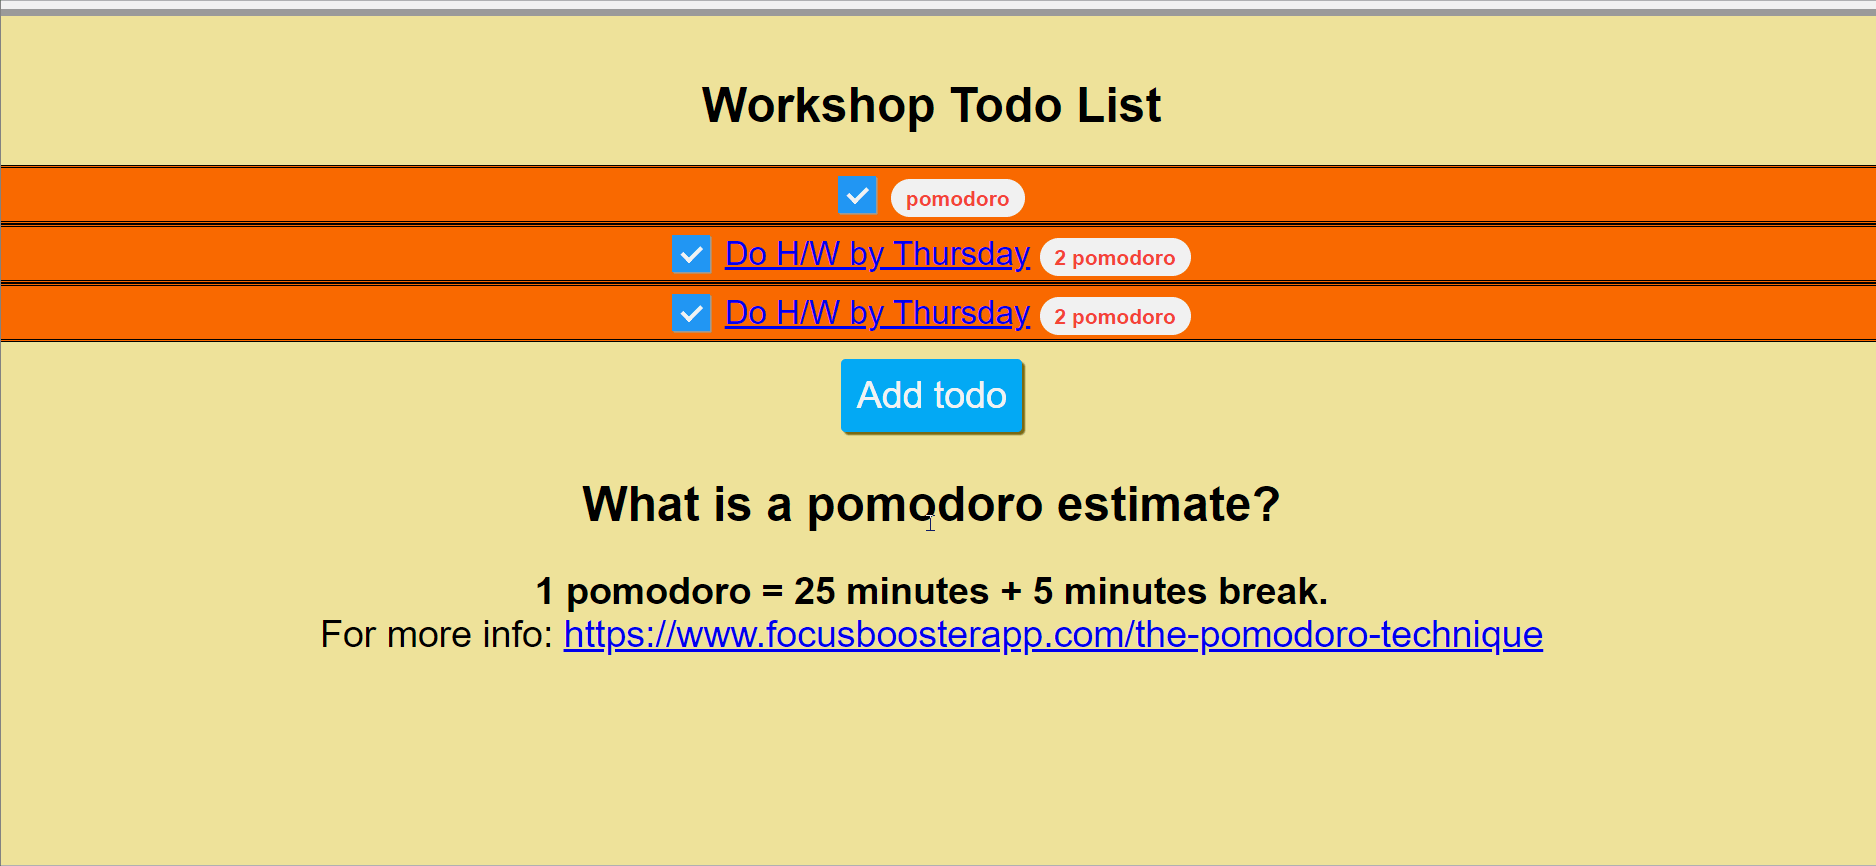 Workshop Todo List
pomodoro
Do H/W by Thursday 2 pomodoro
Do H/W by Thursday 2 pomodoro
Add todo
What is a pomodoro estimate?
1 pomodoro = 25 minutes + 5 minutes break.
For more info: https://www.focusboosterapp.com/the-pomodoro-technique